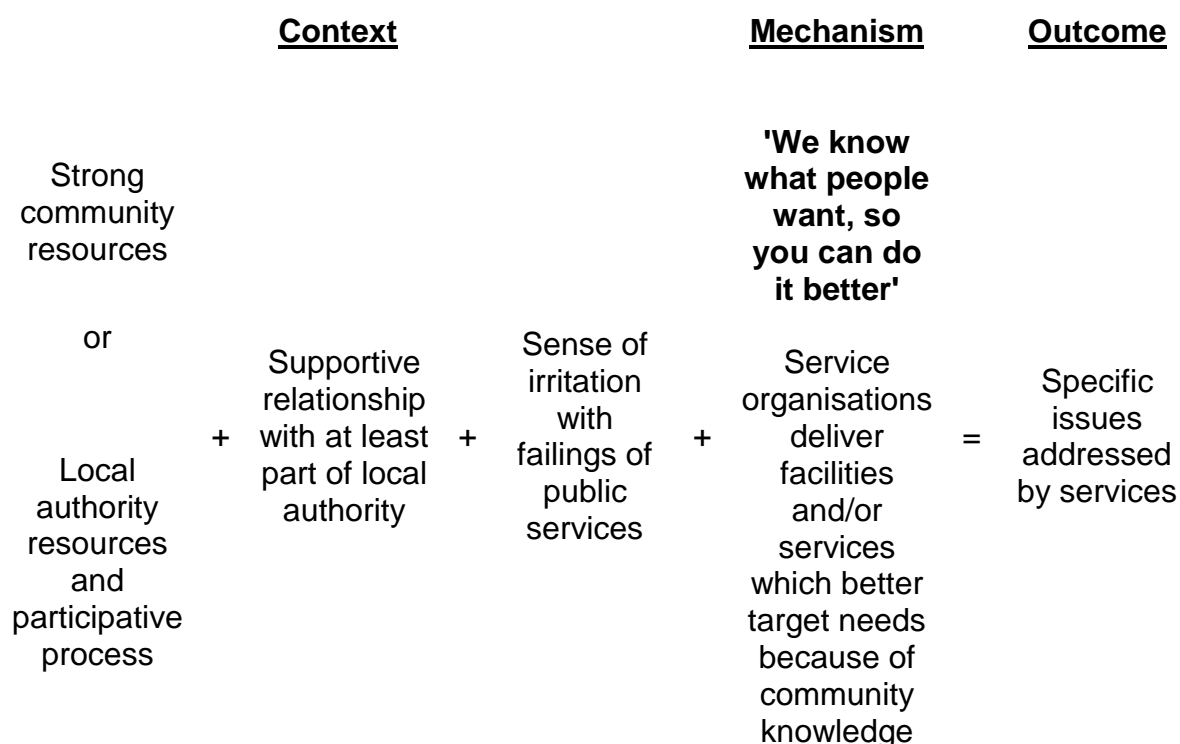 Context
Mechanism
Outcome
Strong
community
resources
or
Local
authority
resources
and
participative
process
+
Supportive
relationship
with at least
part of local
authority
+
Sense of
irritation
with
failings of
public
services
+
'We know
what people
want, so
you can do
it better'
Service
organisations
deliver
facilities
and/or
services
which better
target needs
because of
community
knowledge
=
Specific
issues
addressed
by services